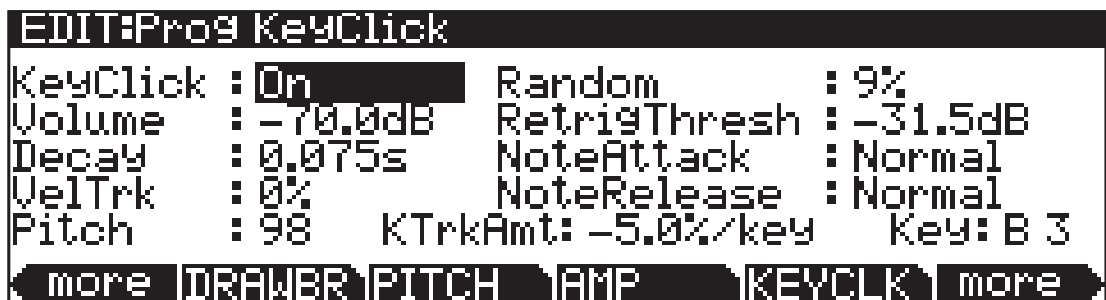 EDIT:Prog KeyClick
KeyClick :On Random :9%
Volume :-70.0dB RetrigThresh :-31.5dB
Decay :0.075s NoteAttack :Normal
VelTrk :0% NoteRelease :Normal
Pitch :98 KTrkAmt:-5.0%/key Key:B 3
more DRAWBR PITCH AMP KEYCLK more